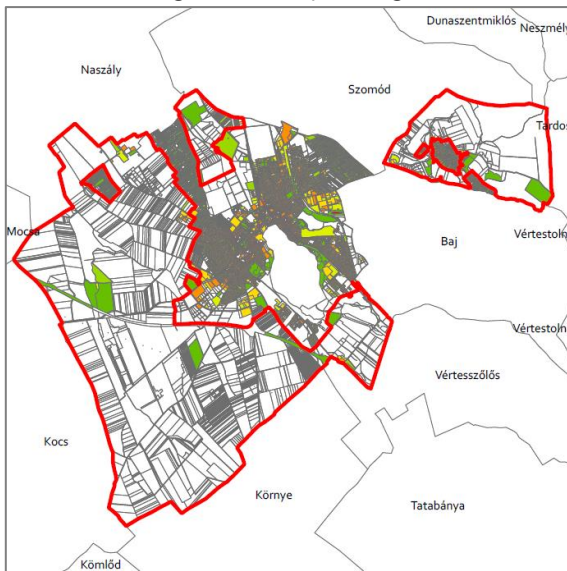 Dunaszentmiklós
Neszmély
Naszály
Szomód
Tardos
Mocsa
Baj
Vértestoln
Vértestoln
Vértesszőlős
Kocs
Környe
Tatabánya
Kömlőd